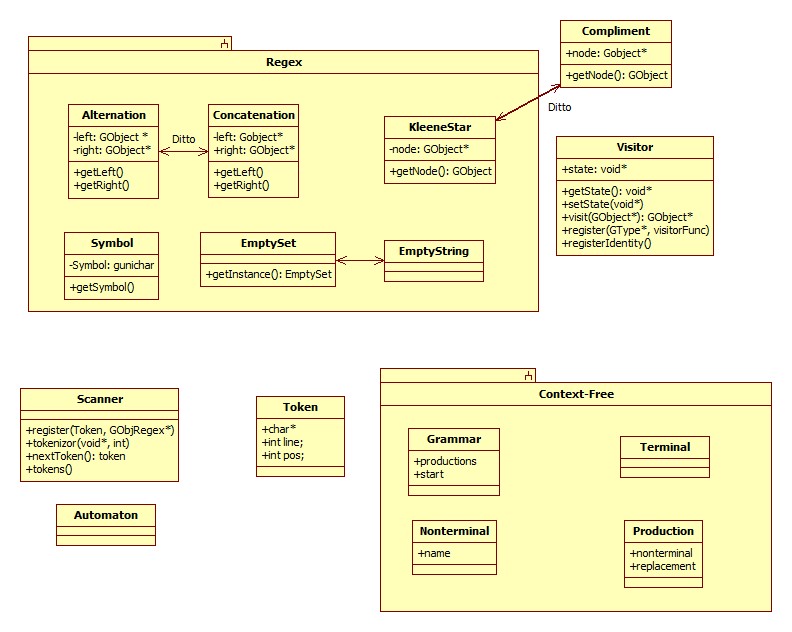 Compliment
+node: Gobject*
+getNode(): GObject
Regex
Ditto
Alternation
-left: GObject *
-right: GObject*
+getLeft()
+getRight()
Ditto
Concatenation
-left: Gobject*
+right: GObject*
+getLeft()
+getRight()
KleeneStar
-node: GObject*
+getNode(): GObject
Visitor
+state: void*
+getState(): void*
+setState(void*)
+visit(GObject*): GObject*
+register(GType*, visitorFunc)
+registerIdentity()
Symbol
-Symbol: gunichar
+getSymbol()
EmptySet
+getInstance(): EmptySet
EmptyString
Scanner
+register(Token, GObjRegex*)
+tokenizor(void*, int)
+nextToken(): token
+tokens()
Token
+char*
+int line;
+int pos;
Automaton
Context-Free
Grammar
+productions
+start
Terminal
Nonterminal
+name
Production
+nonterminal
+replacement